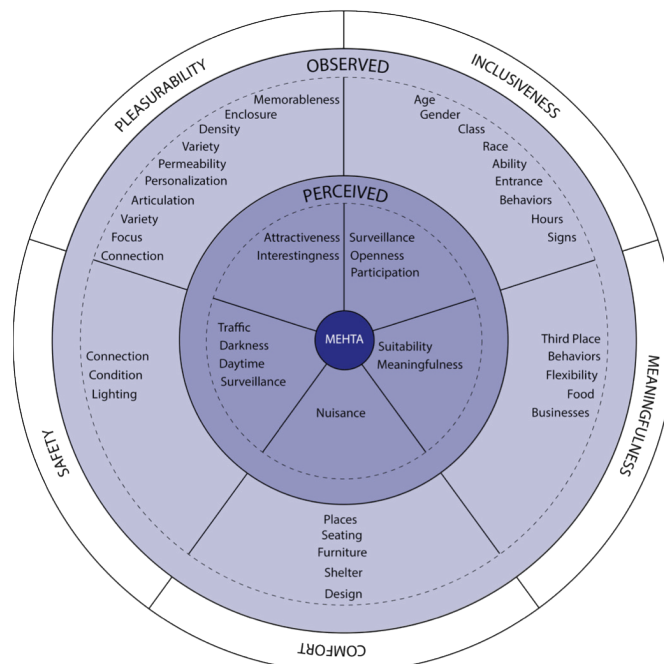 PLEASURABILITY
INCLUSIVENESS
MEANINGFULNESS
COMFORT
SAFETY
OBSERVED
Memorableness
Enclosure
Density
Variety
Permeability
Personalization
Articulation
Variety
Focus
Connection
Age
Gender
Class
Race
Ability
Entrance
Behaviors
Hours
Signs
Third Place
Behaviors
Flexibility
Food
Businesses
Places
Seating
Furniture
Shelter
Design
Connection
Condition
Lighting
PERCEIVED
Attractiveness
Interestingness
Surveillance
Openness
Participation
Suitability
Meaningfulness
Nuisance
Traffic
Darkness
Daytime
Surveillance
MEHTA